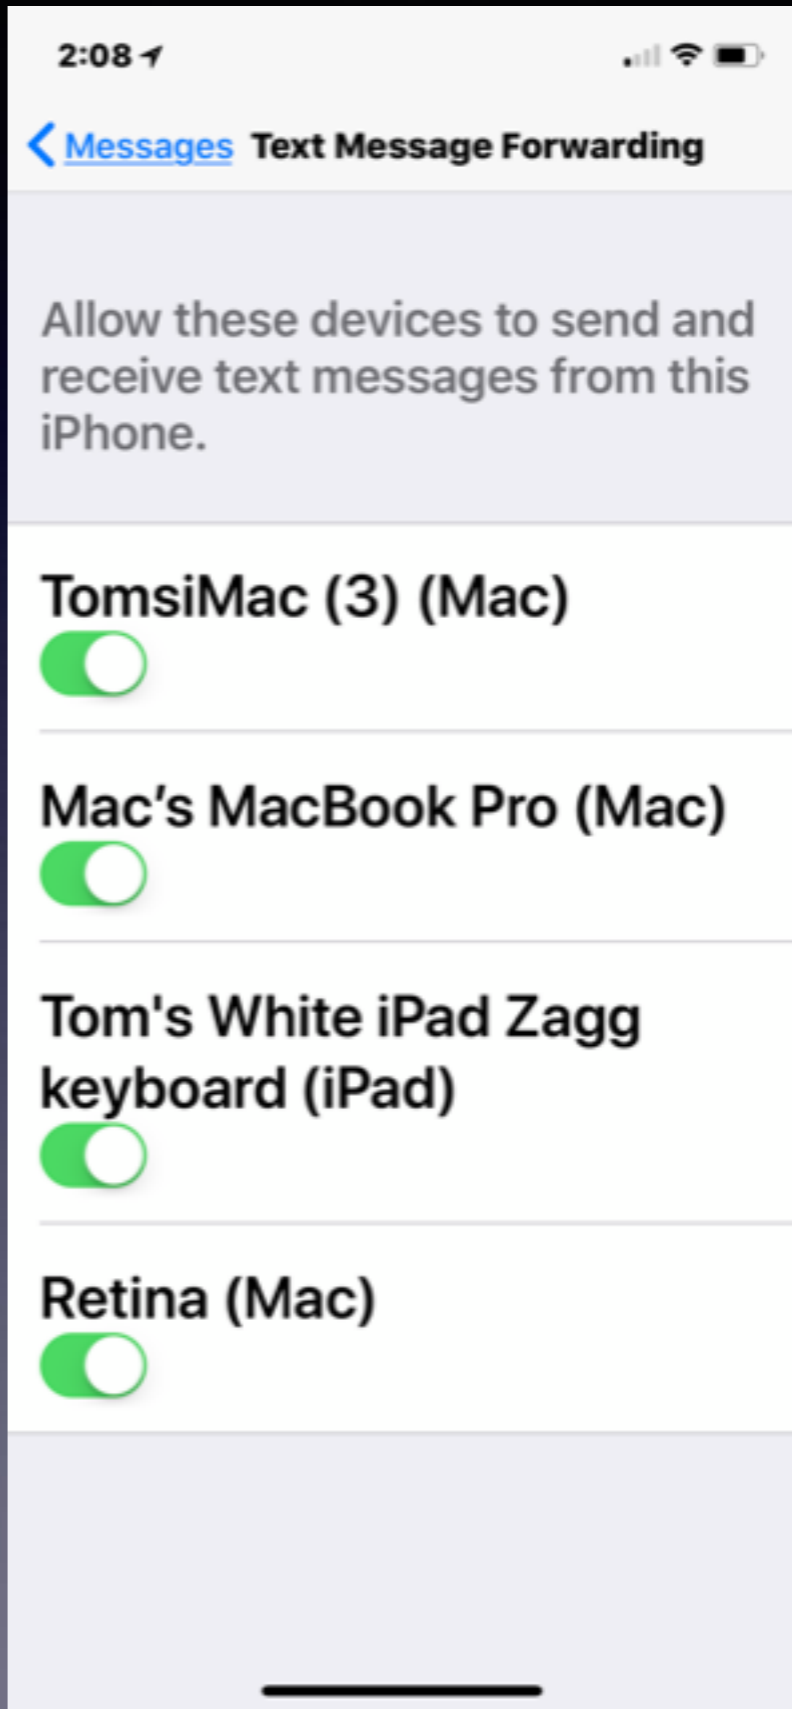 2:08
Messages Text Message Forwarding
Allow these devices to send and
receive text messages from this
iPhone.
TomsiMac (3) (Mac)
Mac’s MacBook Pro (Mac)
Tom's White iPad Zagg
keyboard (iPad)
Retina (Mac)